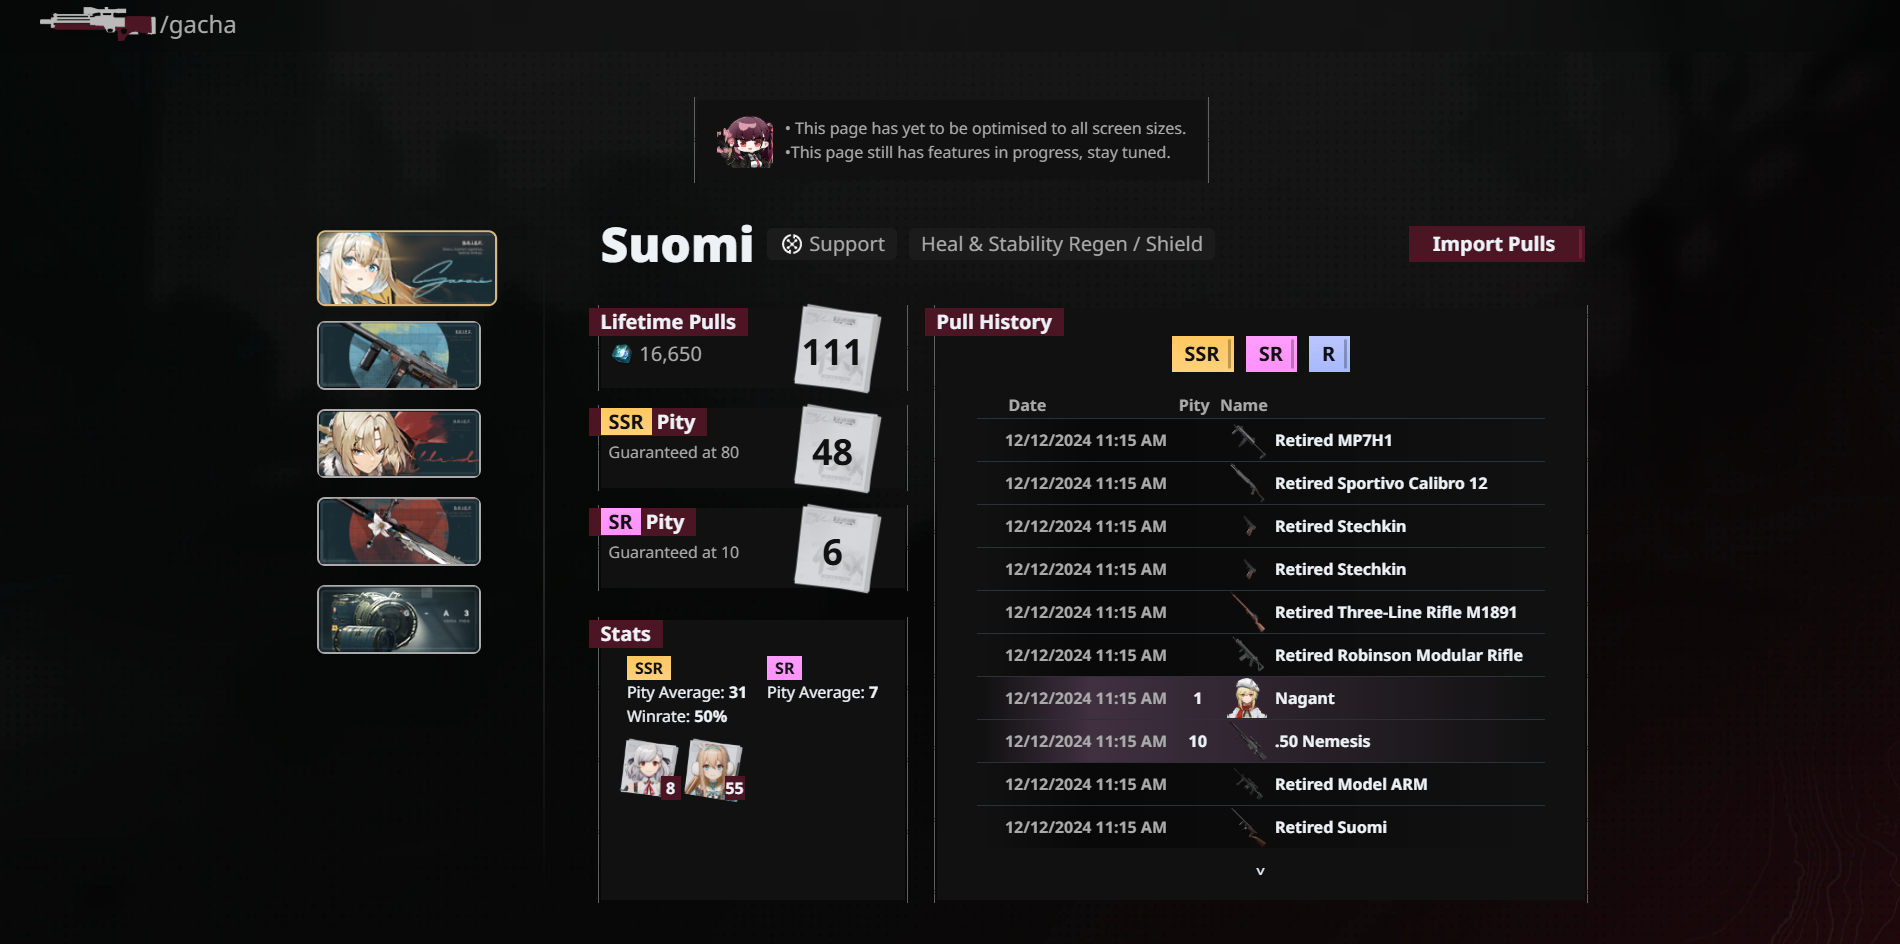 /gacha
• This page has yet to be optimised to all screen sizes.
•This page still has features in progress, stay tuned.
Suomi
Support
Heal & Stability Regen / Shield
Import Pulls
Lifetime Pulls
16,650
111
SSR Pity
Guaranteed at 80
48
SR Pity
Guaranteed at 10
6
Stats
SSR
Pity Average: 31
Winrate: 50%
SR
Pity Average: 7
8
55
Pull History
SSR SR R
Date Pity Name
12/12/2024 11:15 AM Retired MP7H1
12/12/2024 11:15 AM Retired Sportivo Calibro 12
12/12/2024 11:15 AM Retired Stechkin
12/12/2024 11:15 AM Retired Stechkin
12/12/2024 11:15 AM Retired Three-Line Rifle M1891
12/12/2024 11:15 AM Retired Robinson Modular Rifle
12/12/2024 11:15 AM 1 Nagant
12/12/2024 11:15 AM 10 .50 Nemesis
12/12/2024 11:15 AM Retired Model ARM
12/12/2024 11:15 AM Retired Suomi